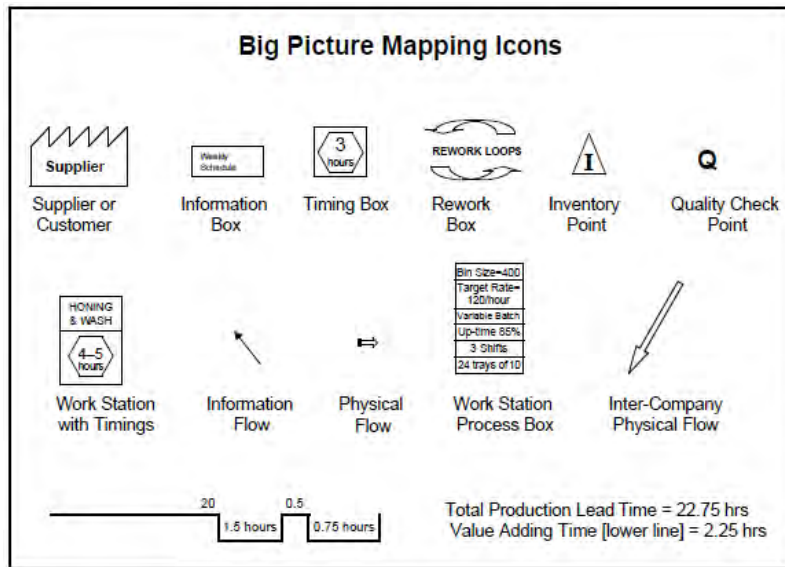 Big Picture Mapping Icons
Supplier
Weekly
Schedule
3
hours
REWORK LOOPS
I
Q
Supplier or
Customer
Information
Box
Timing Box
Rework
Box
Inventory
Point
Quality Check
Point
HONING
& WASH
4–5
hours
Bin Size=400
Target Rate=
120/hour
Variable Batch
Up-time 85%
3 Shifts
24 trays of 10
Work Station
with Timings
Information
Flow
Physical
Flow
Work Station
Process Box
Inter-Company
Physical Flow
20
1.5 hours
0.5
0.75 hours
Total Production Lead Time = 22.75 hrs
Value Adding Time [lower line] = 2.25 hrs